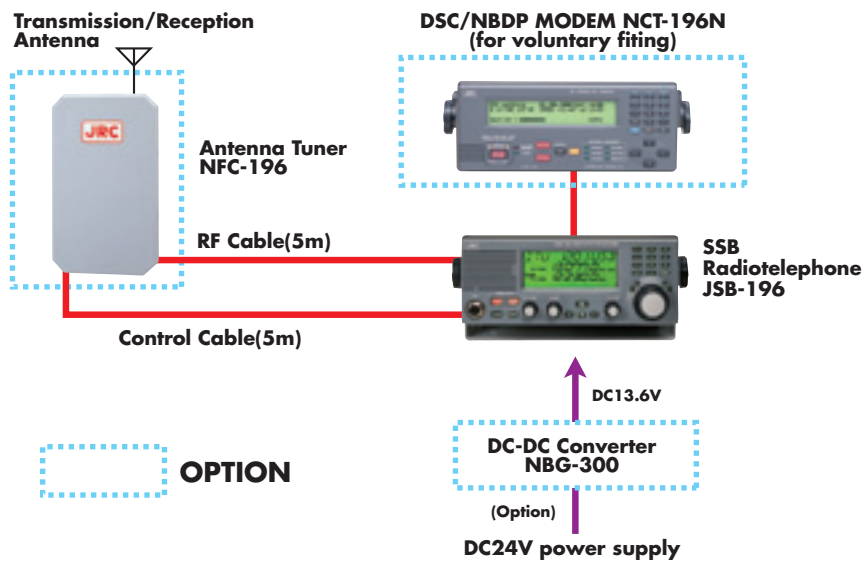 Transmission/Reception
Antenna
DSC/NBDP MODEM NCT-196N
(for voluntary fiting)
JRC
Antenna Tuner
NFC-196
RF Cable(5m)
SSB
Radiotelephone
JSB-196
Control Cable(5m)
DC13.6V
DC-DC Converter
NBG-300
OPTION
(Option)
DC24V power supply